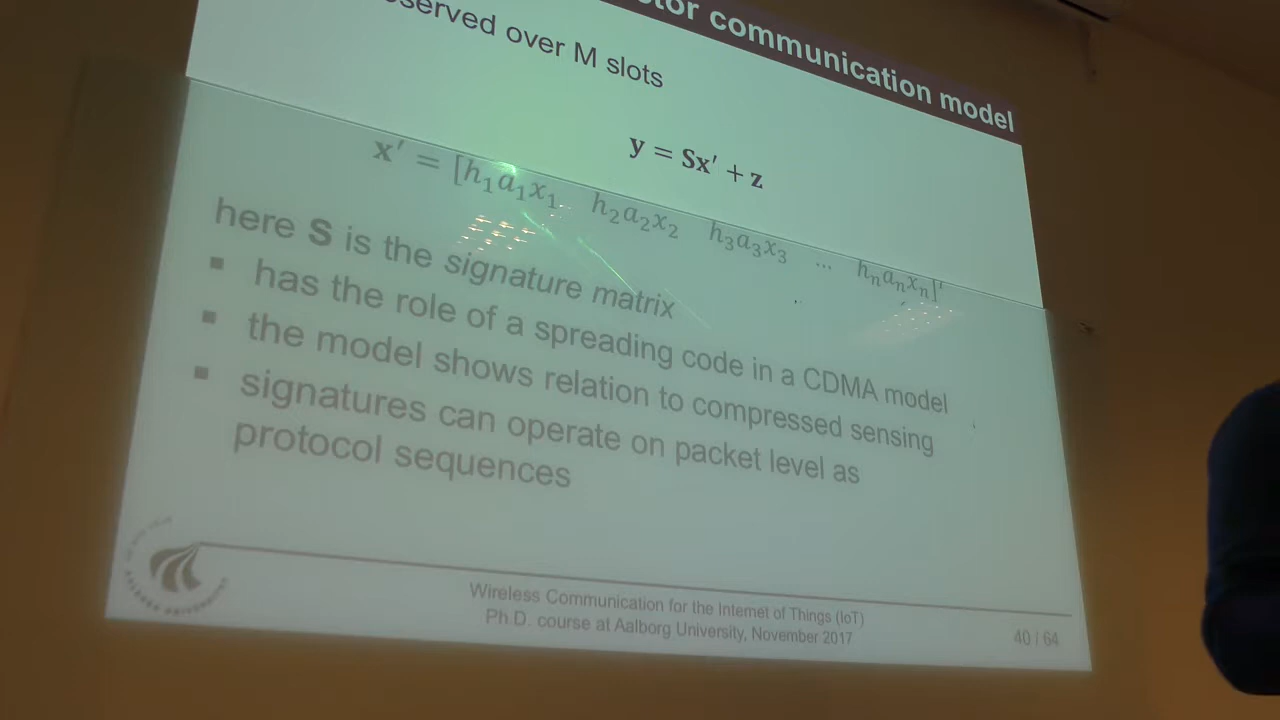 communication model
over M slots
y = Sx′ + z
x′ = [h₁a₁x₁ h₂a₂x₂ h₃a₃x₃ ... hₙaₙxₙ]′
here S is the signature matrix
▪ has the role of a spreading code in a CDMA model
▪ the model shows relation to compressed sensing
▪ signatures can operate on packet level as
protocol sequences
Wireless Communication for the Internet of Things (IoT)
Ph D. course at Aalborg University, November 2017
40 / 64